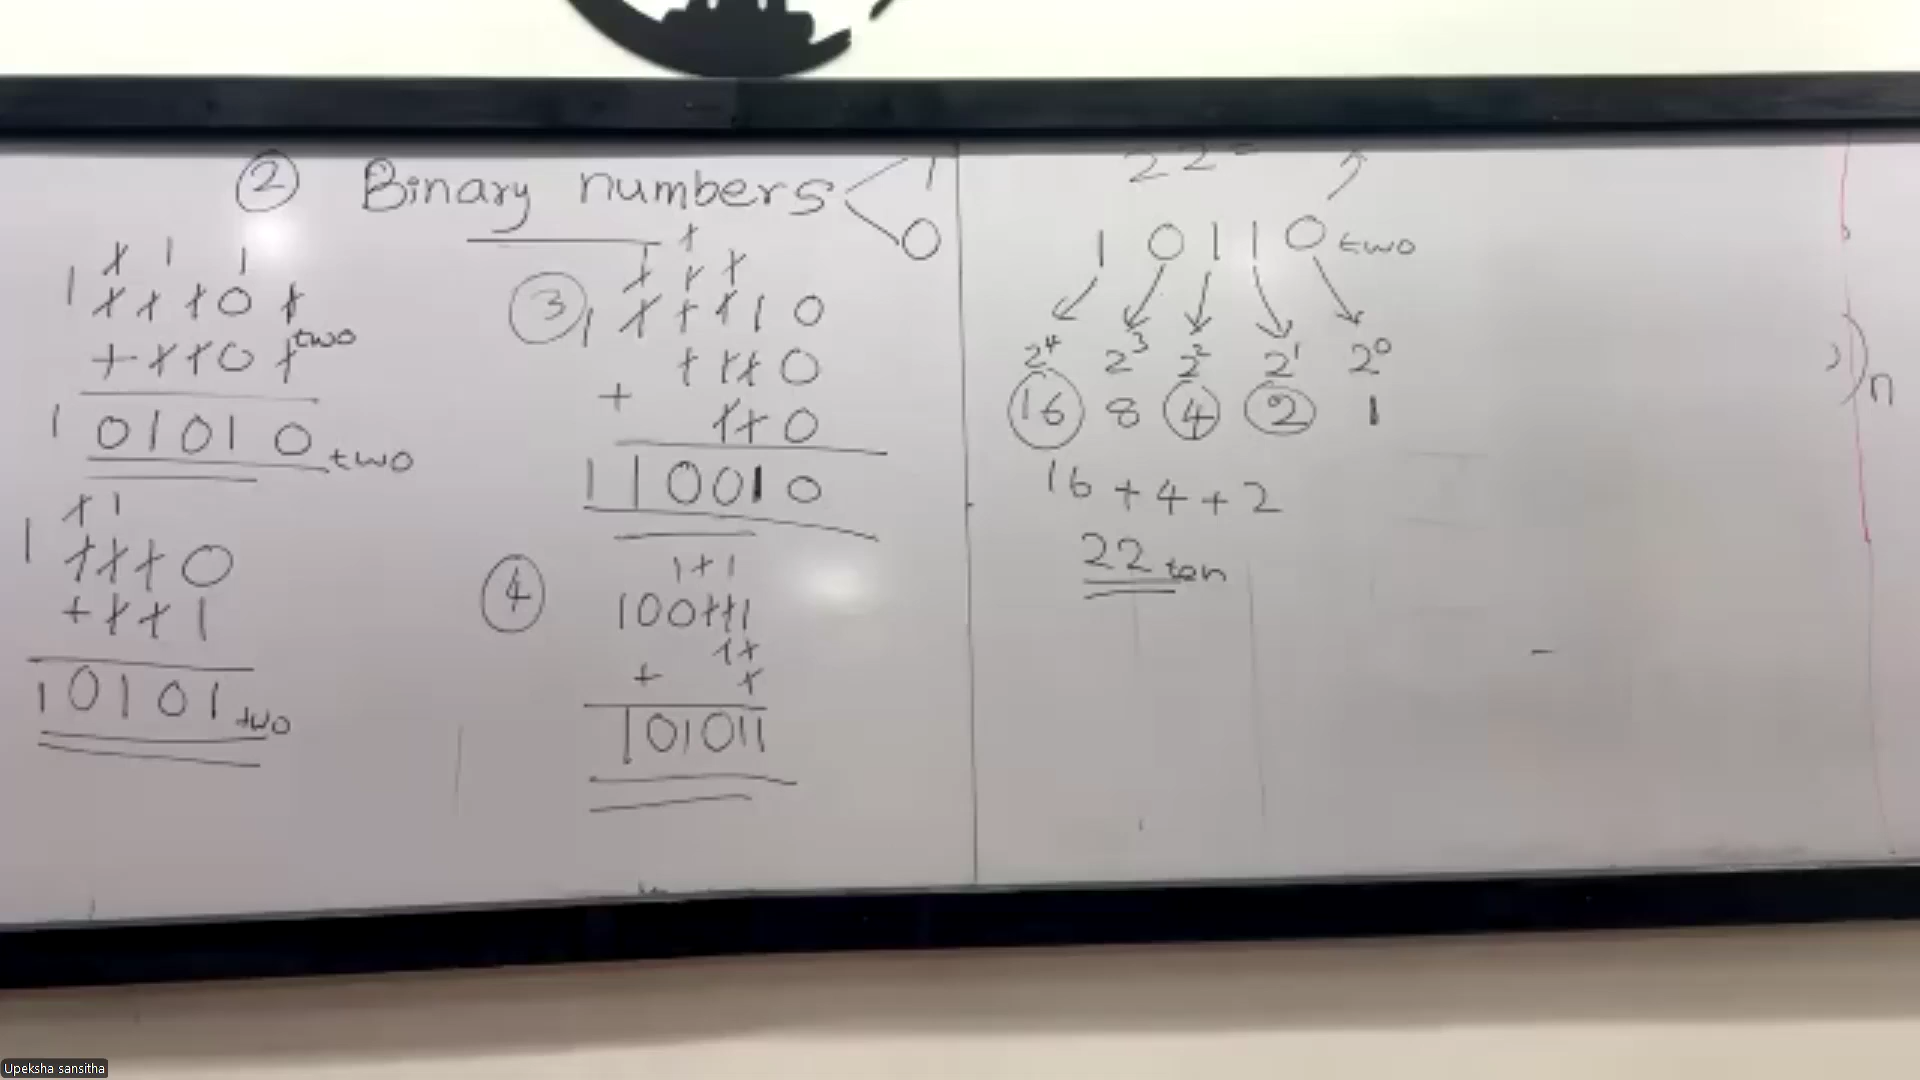 ② Binary numbers < 1
0
1 1 1
1 1 1 1 0 1 two
+ 1 1 0 1
1 0 1 0 1 0 two
1 1
1 1 1 1 0
+ 1 1 1
1 0 1 0 1 two
1
1 1 1
③ 1 1 1 1 1 0
1 1 1 0
+ 1 1 0
1 1 0 0 1 0
1 1 1
④ 1 0 0 1 1 1
1 1
+ 1
1 0 1 0 1 1
22
1 0 1 1 0 two
2⁴ 2³ 2² 2¹ 2⁰
16 8 4 2 1
16 + 4 + 2
22 ten
n
Upeksha sansitha